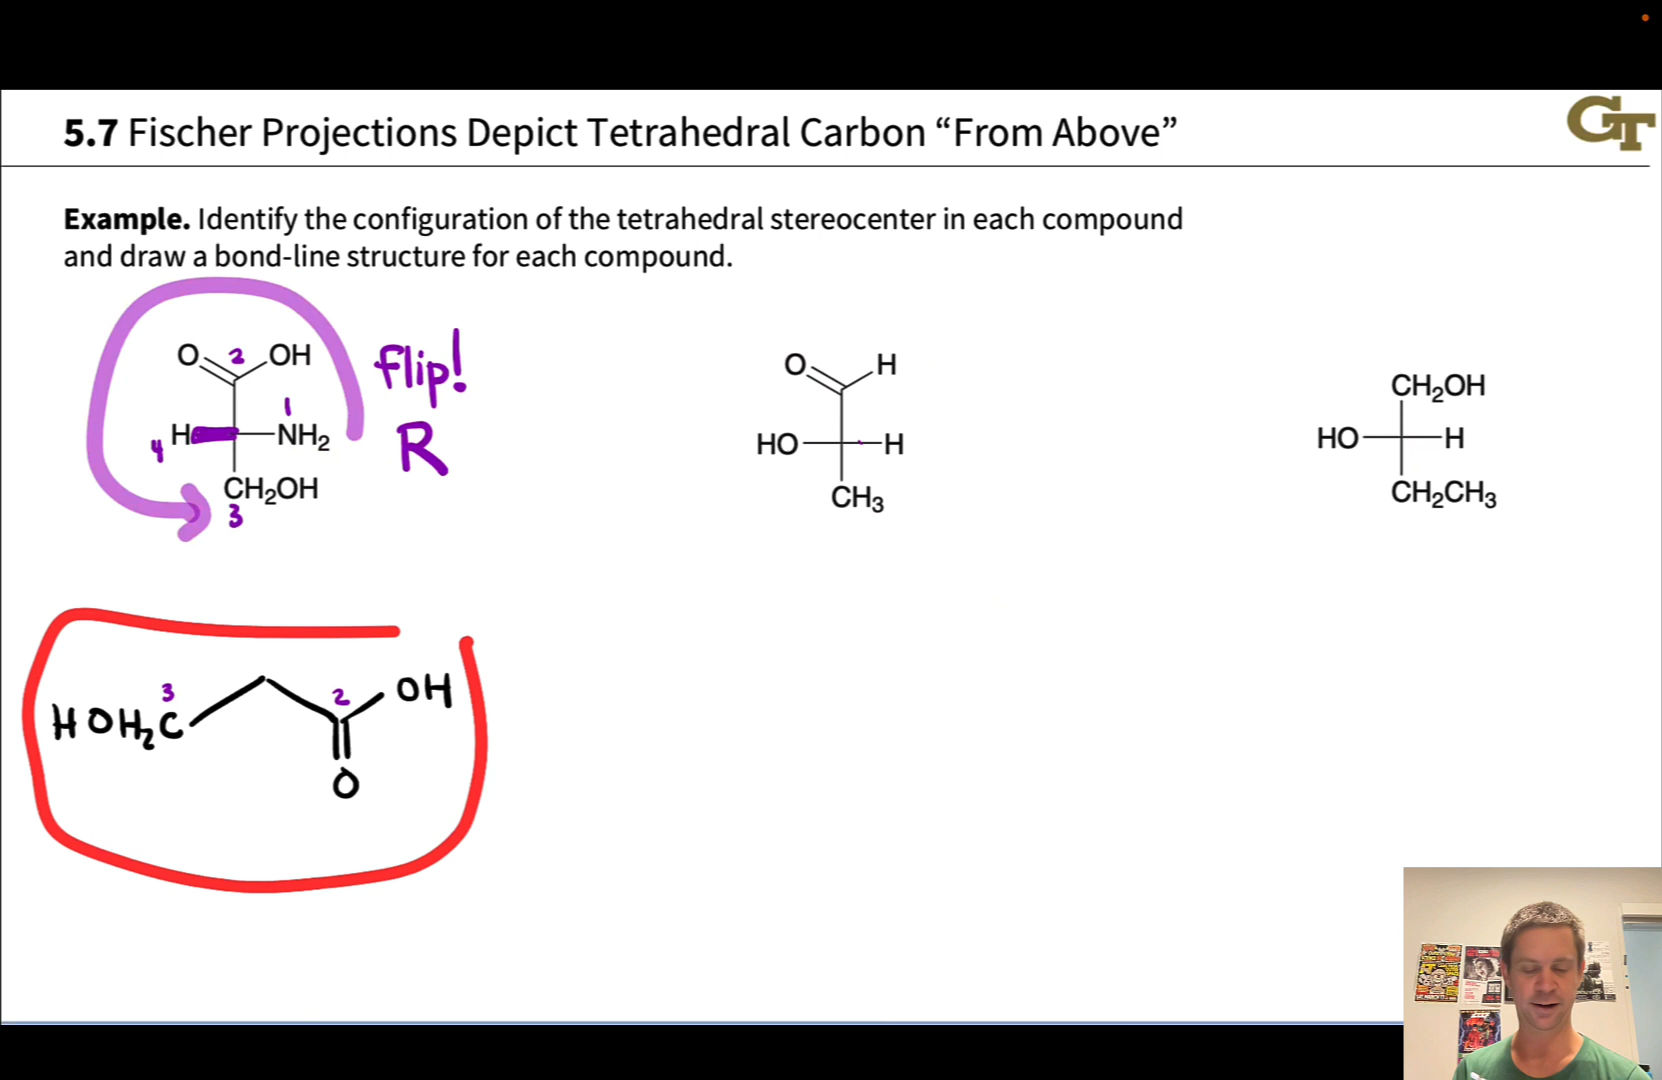 5.7 Fischer Projections Depict Tetrahedral Carbon “From Above”
GT
Example. Identify the configuration of the tetrahedral stereocenter in each compound
and draw a bond-line structure for each compound.
O 2 OH
1
4 H NH₂
CH₂OH
3
flip!
R
O H
HO H
CH₃
CH₂OH
HO H
CH₂CH₃
3 2 OH
HOH₂C
O